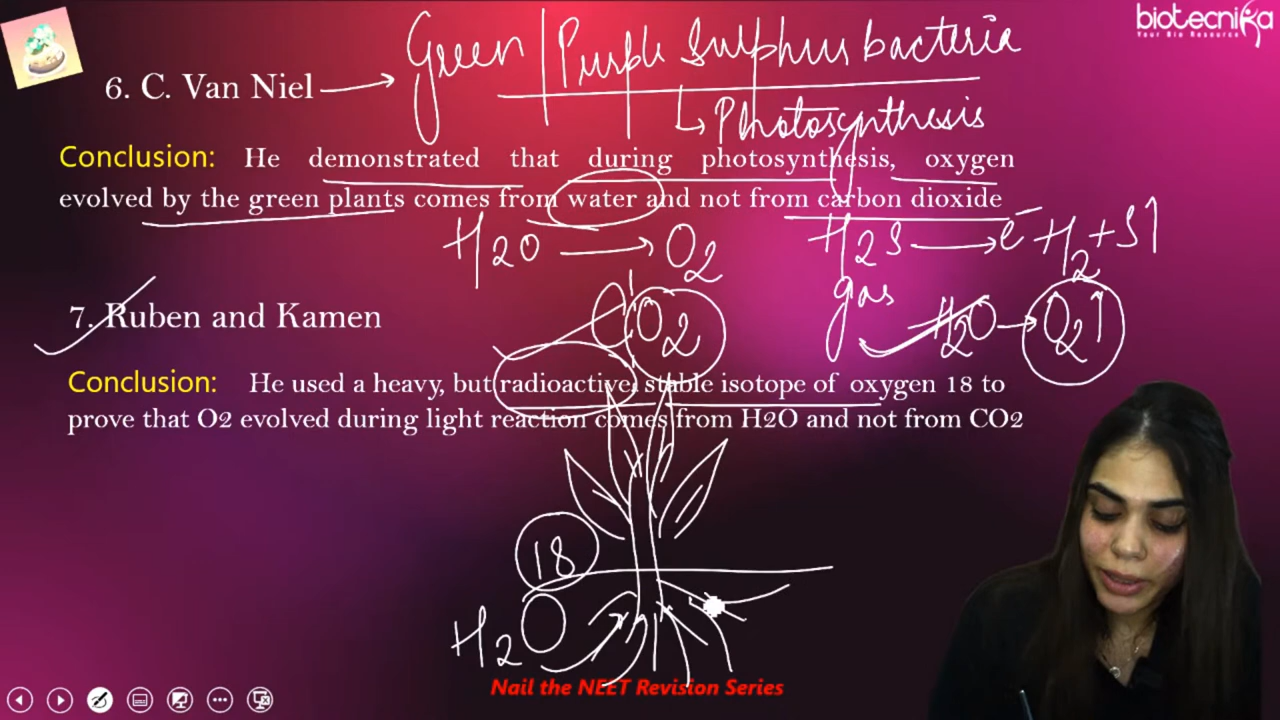 biotecnika
Your Bio Resource
Green | Purple Sulphur bacteria
6. C. Van Niel →
↳ Photosynthesis
Conclusion: He demonstrated that during photosynthesis, oxygen
evolved by the green plants comes from water and not from carbon dioxide
H2O → O2
H2S → e- H2 + S↑
gas
H2O → O2↑
CO2
7. Ruben and Kamen
Conclusion: He used a heavy, but radioactive, stable isotope of oxygen 18 to
prove that O2 evolved during light reaction comes from H2O and not from CO2
18
H2O
Nail the NEET Revision Series